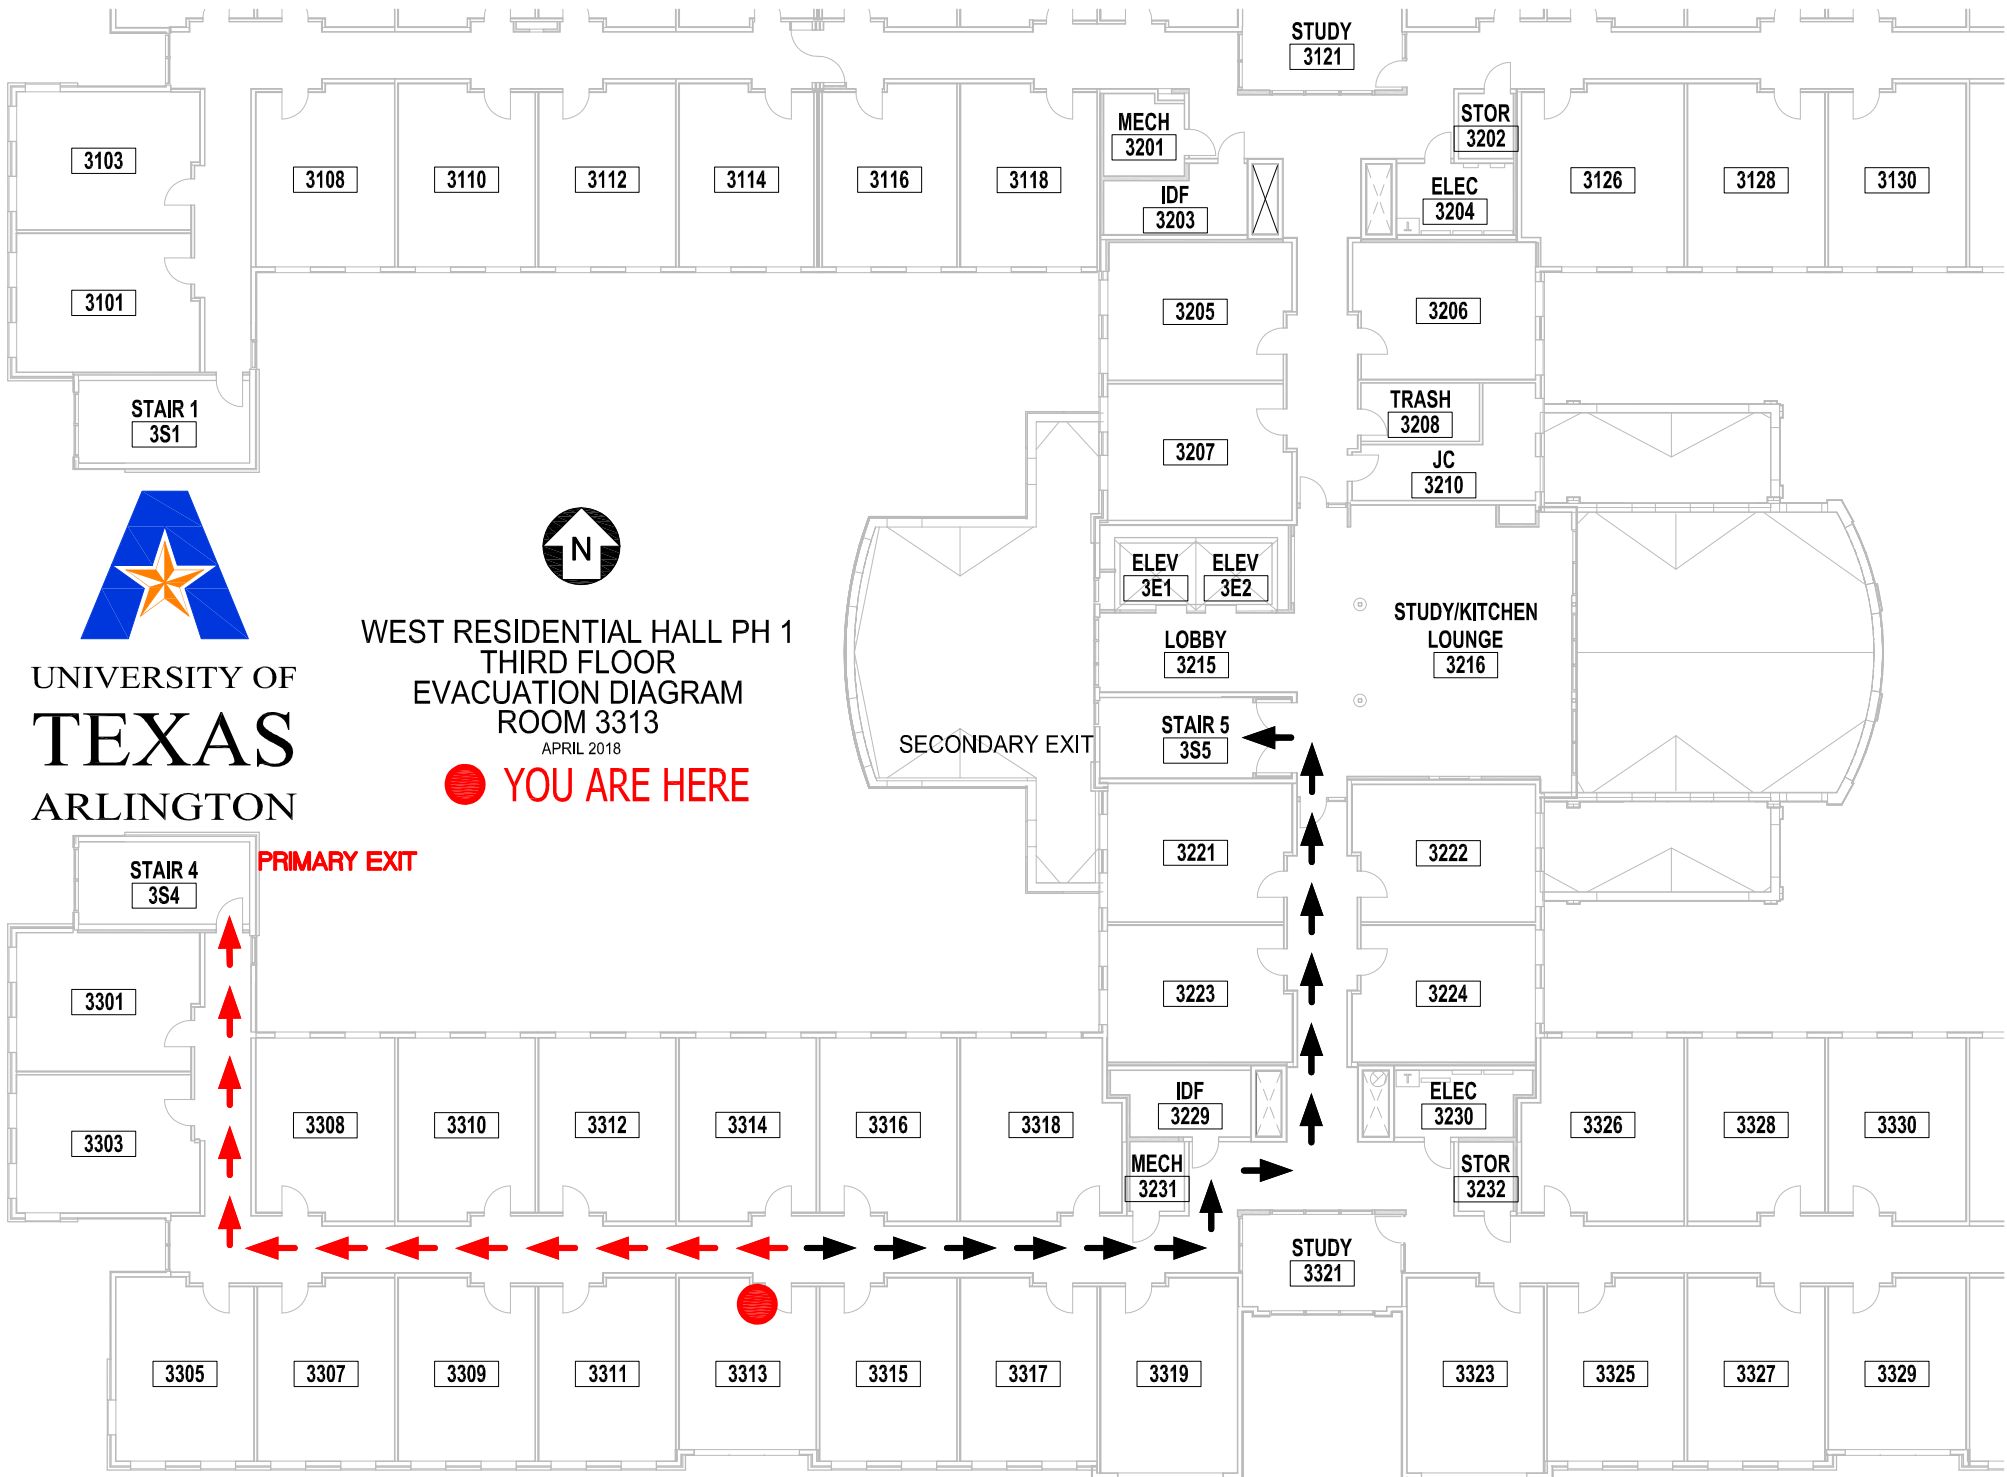 STUDY
3121
MECH
3201
STOR
3202
3103
3108
3110
3112
3114
3116
3118
IDF
3203
ELEC
3204
T
3126
3128
3130
3101
3205
3206
STAIR 1
3S1
TRASH
3208
3207
JC
3210
N
ELEV
3E1
ELEV
3E2
WEST RESIDENTIAL HALL PH 1
THIRD FLOOR
EVACUATION DIAGRAM
ROOM 3313
APRIL 2018
YOU ARE HERE
UNIVERSITY OF
TEXAS
ARLINGTON
LOBBY
3215
STUDY/KITCHEN
LOUNGE
3216
SECONDARY EXIT
STAIR 5
3S5
STAIR 4
3S4
PRIMARY EXIT
3221
3222
3301
3223
3224
3303
3308
3310
3312
3314
3316
3318
IDF
3229
T
ELEC
3230
3326
3328
3330
MECH
3231
STOR
3232
STUDY
3321
3305
3307
3309
3311
3313
3315
3317
3319
3323
3325
3327
3329